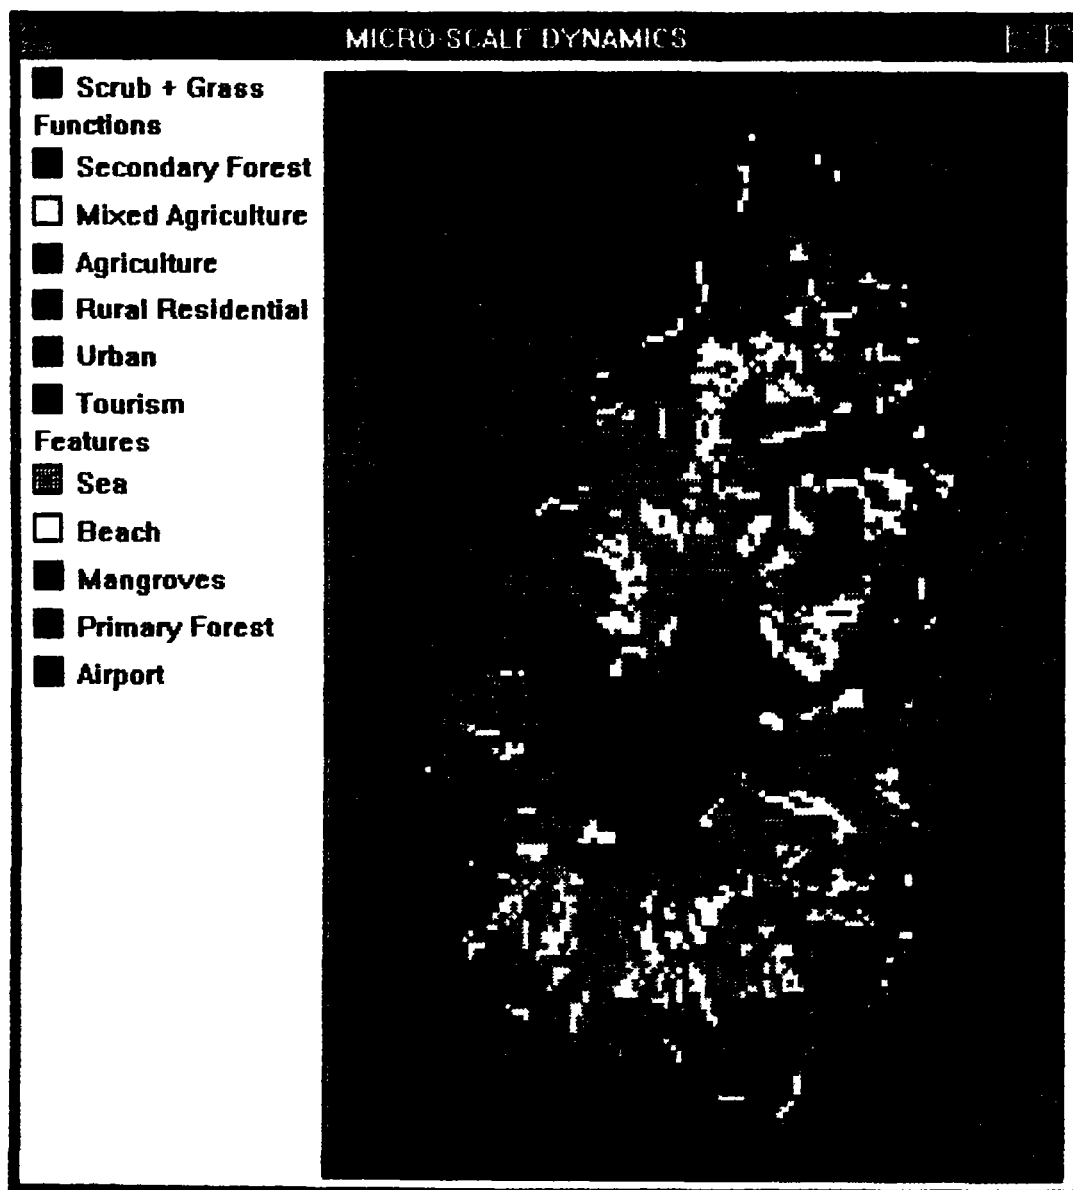 MICRO-SCALE DYNAMICS
Scrub + Grass
Functions
Secondary Forest
Mixed Agriculture
Agriculture
Rural Residential
Urban
Tourism
Features
Sea
Beach
Mangroves
Primary Forest
Airport